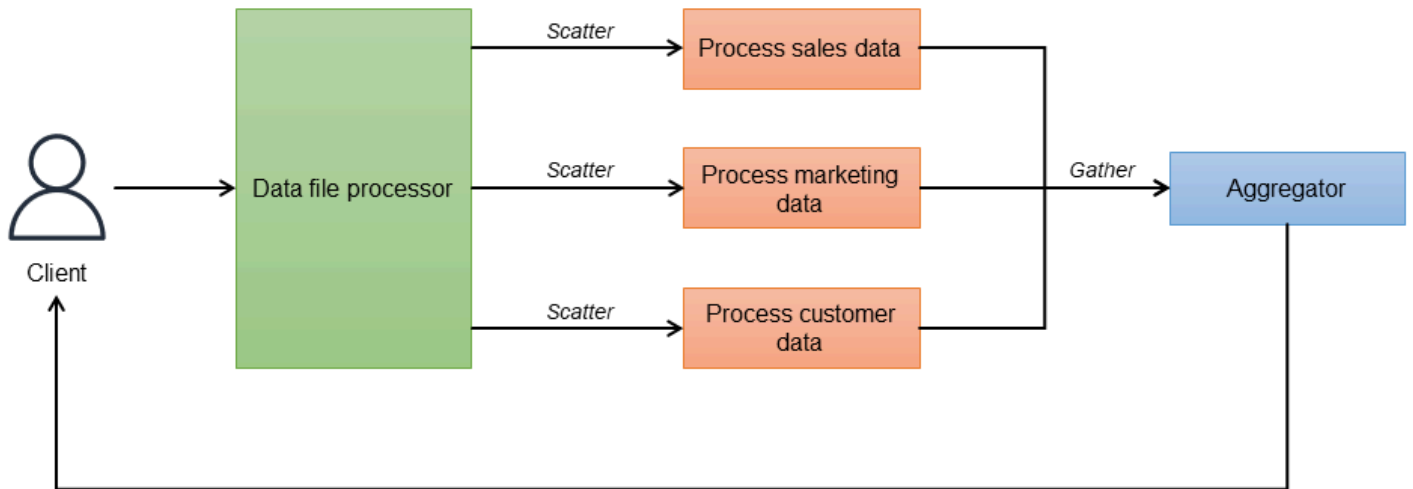 Scatter
Process sales data
Client
Data file processor
Scatter
Process marketing
data
Gather
Aggregator
Scatter
Process customer
data